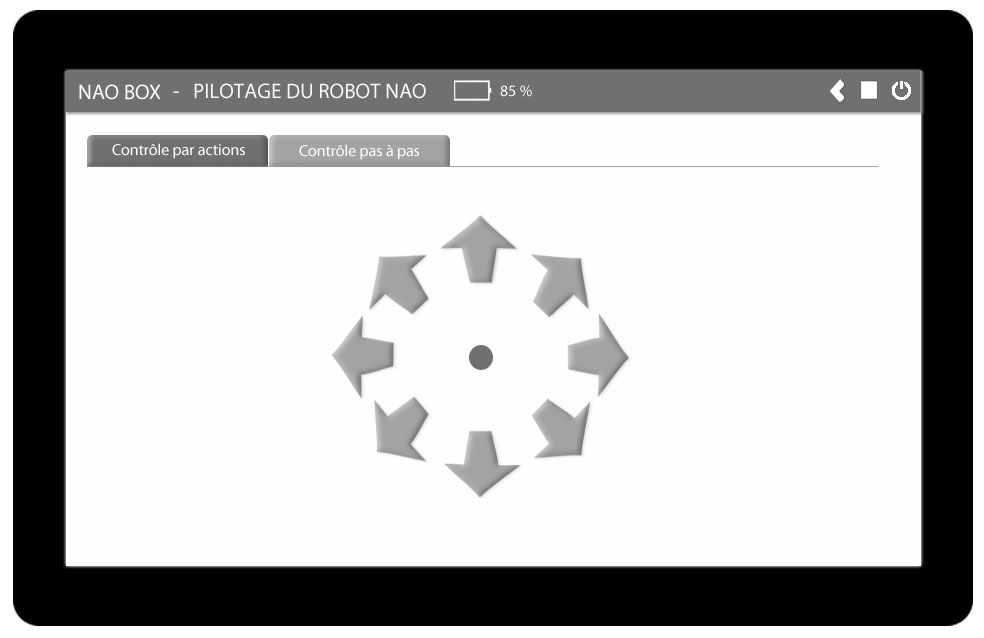 NAO BOX - PILOTAGE DU ROBOT NAO 85 %
Contrôle par actions Contrôle pas à pas